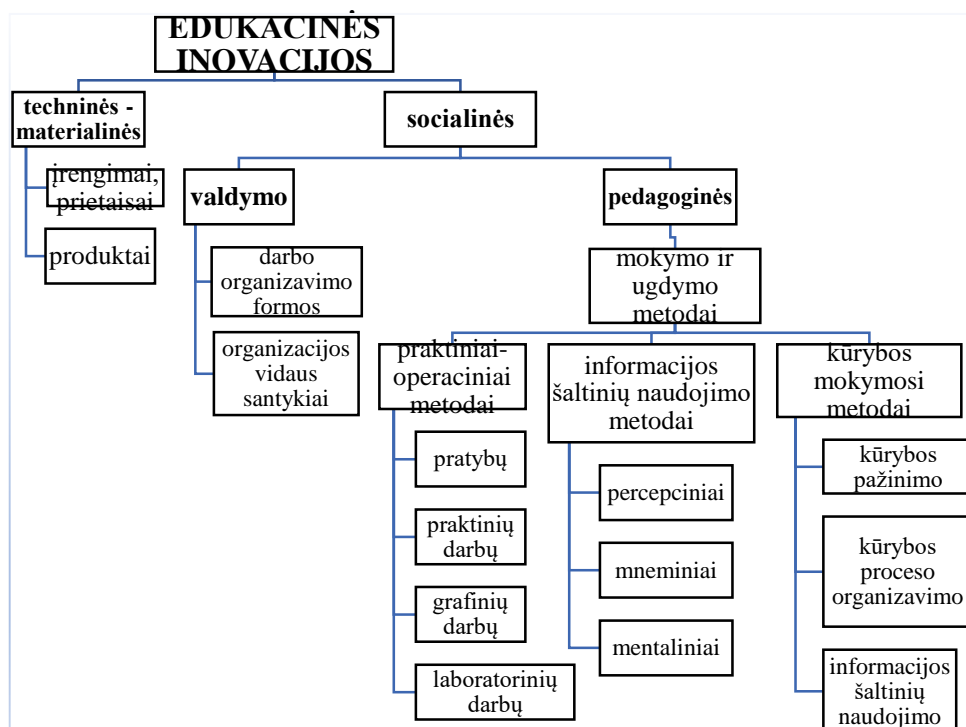 EDUKACINĖS
INOVACIJOS
techninės -
materialinės
socialinės
įrengimai,
prietaisai
produktai
valdymo
pedagoginės
darbo
organizavimo
formos
organizacijos
vidaus
santykiai
mokymo ir
ugdymo
metodai
praktiniai-
operaciniai
metodai
informacijos
šaltinių naudojimo
metodai
kūrybos
mokymosi
metodai
pratybų
praktinių
darbų
grafinių
darbų
laboratorinių
darbų
percepciniai
mneminiai
mentaliniai
kūrybos
pažinimo
kūrybos
proceso
organizavimo
informacijos
šaltinių
naudojimo